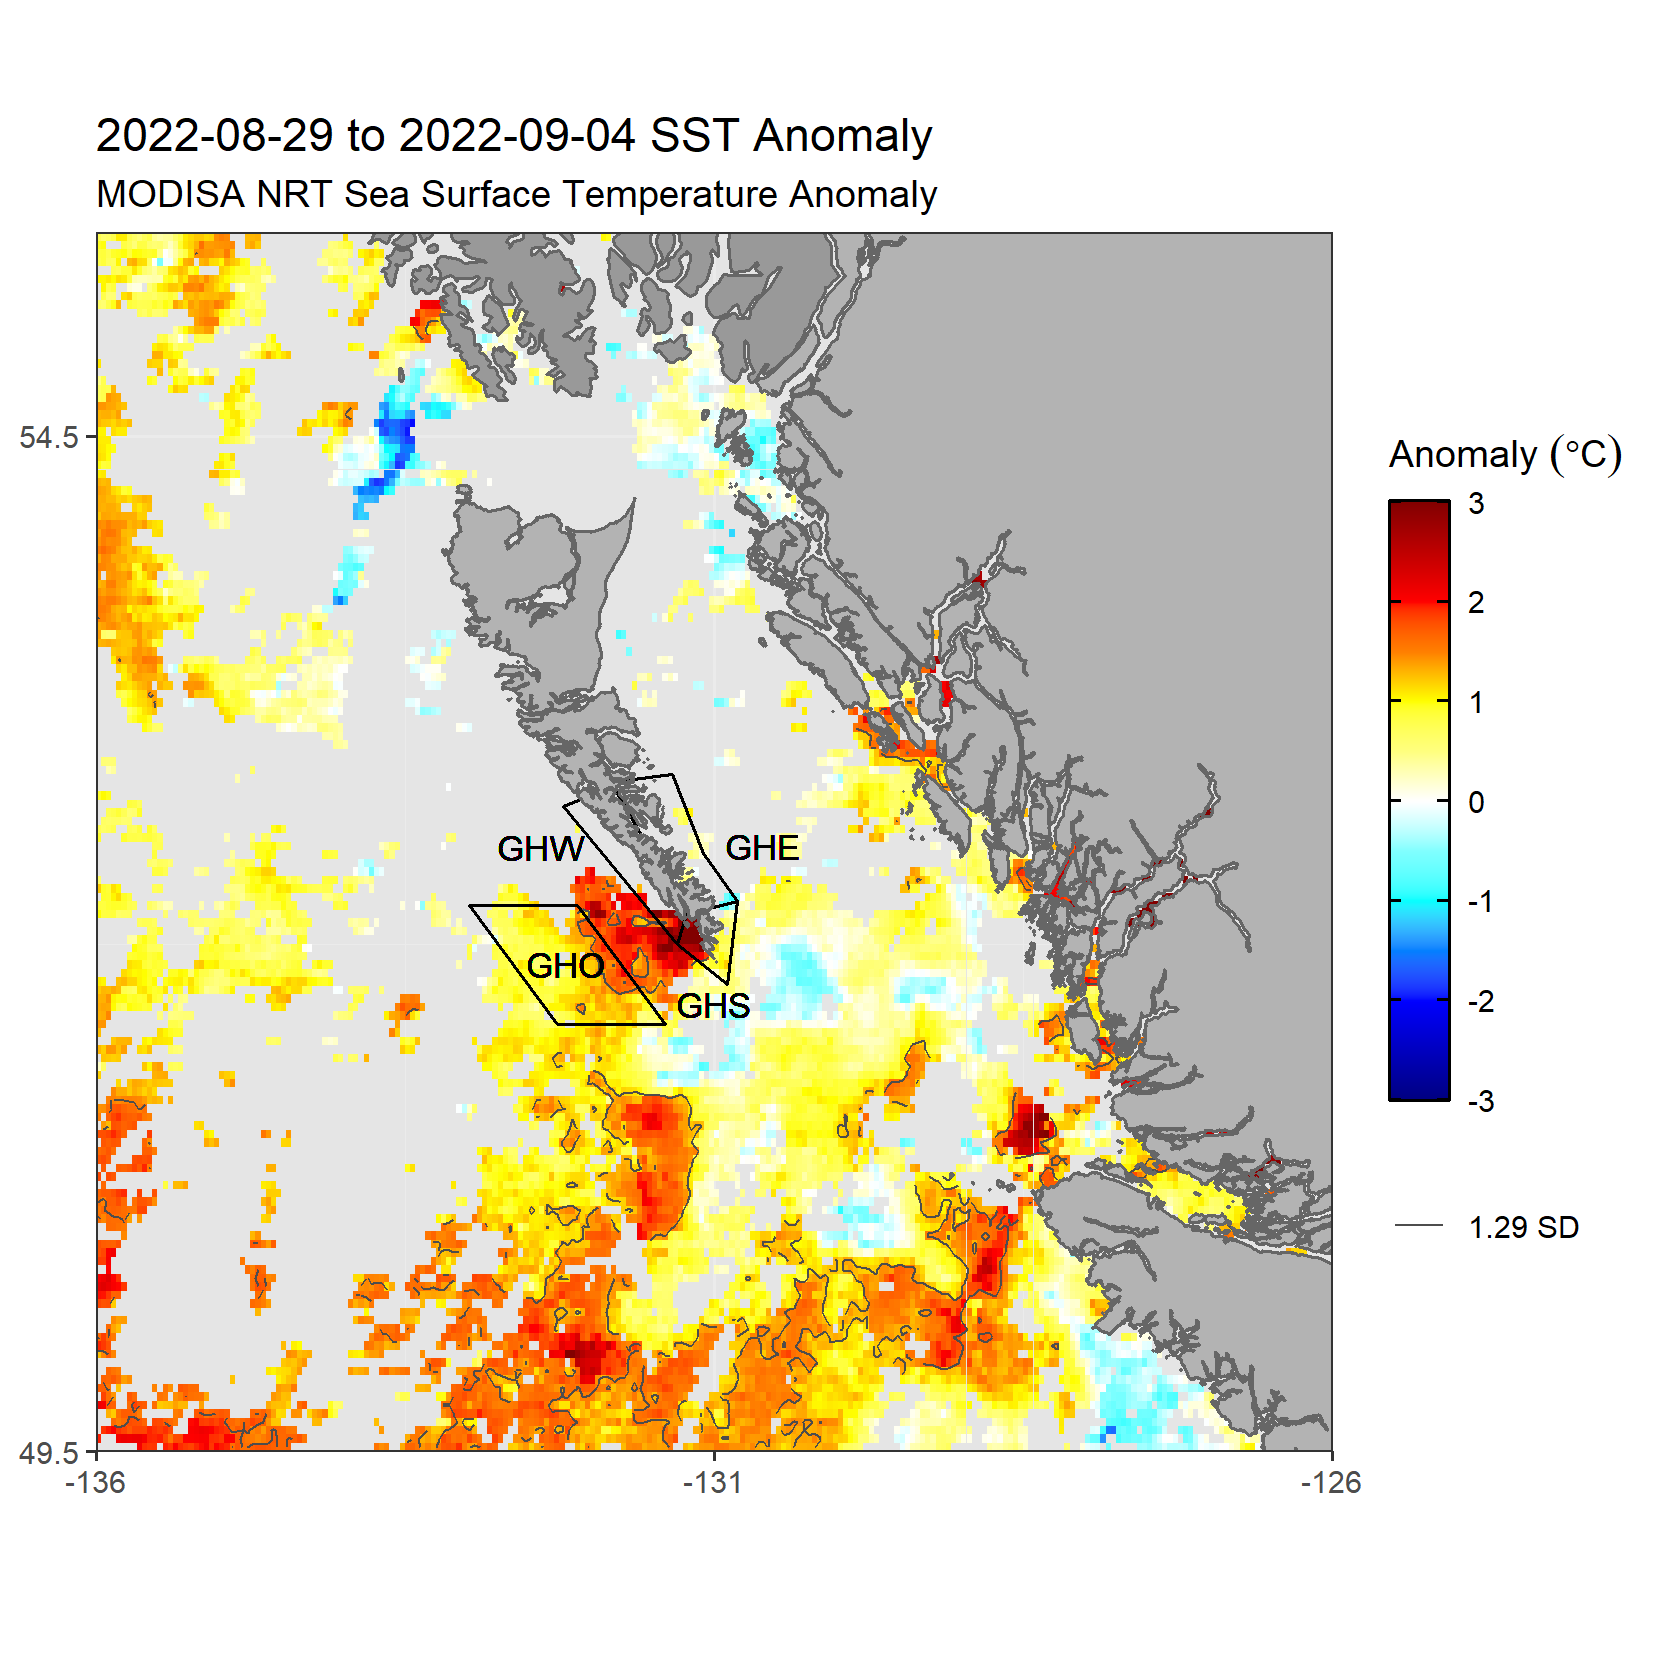 2022-08-29 to 2022-09-04 SST Anomaly
MODISA NRT Sea Surface Temperature Anomaly
54.5
49.5
-136
-131
-126
GHW
GHE
GHO
GHS
Anomaly (°C)
3
2
1
0
-1
-2
-3
1.29 SD